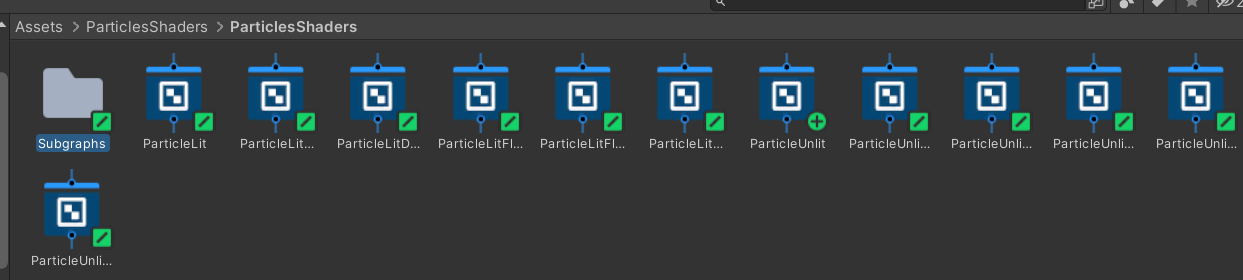 Assets > ParticlesShaders > ParticlesShaders
Subgraphs ParticleLit ParticleLit... ParticleLitD... ParticleLitFl... ParticleLitFl... ParticleLit... ParticleUnlit ParticleUnli... ParticleUnli... ParticleUnli... ParticleUnli...
ParticleUnli...